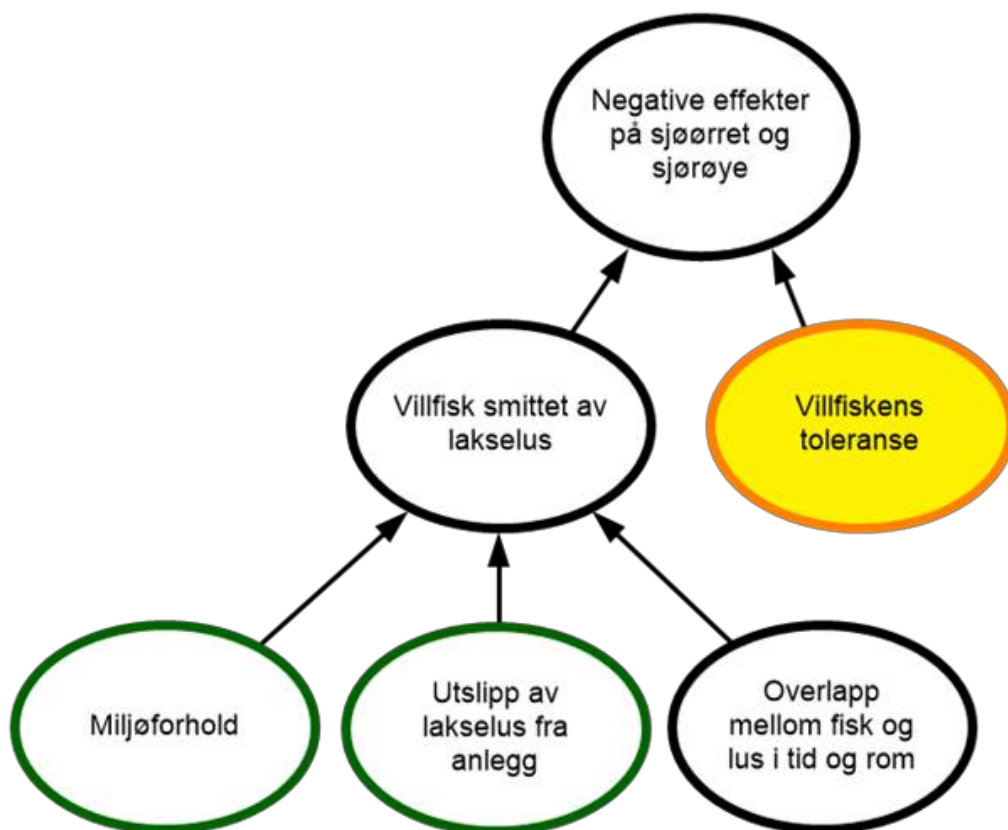 Negative effekter
på sjøørret og
sjørøye
Villfisk smittet av
lakselus
Villfiskens
toleranse
Miljøforhold
Utslipp av
lakselus fra
anlegg
Overlapp
mellom fisk og
lus i tid og rom